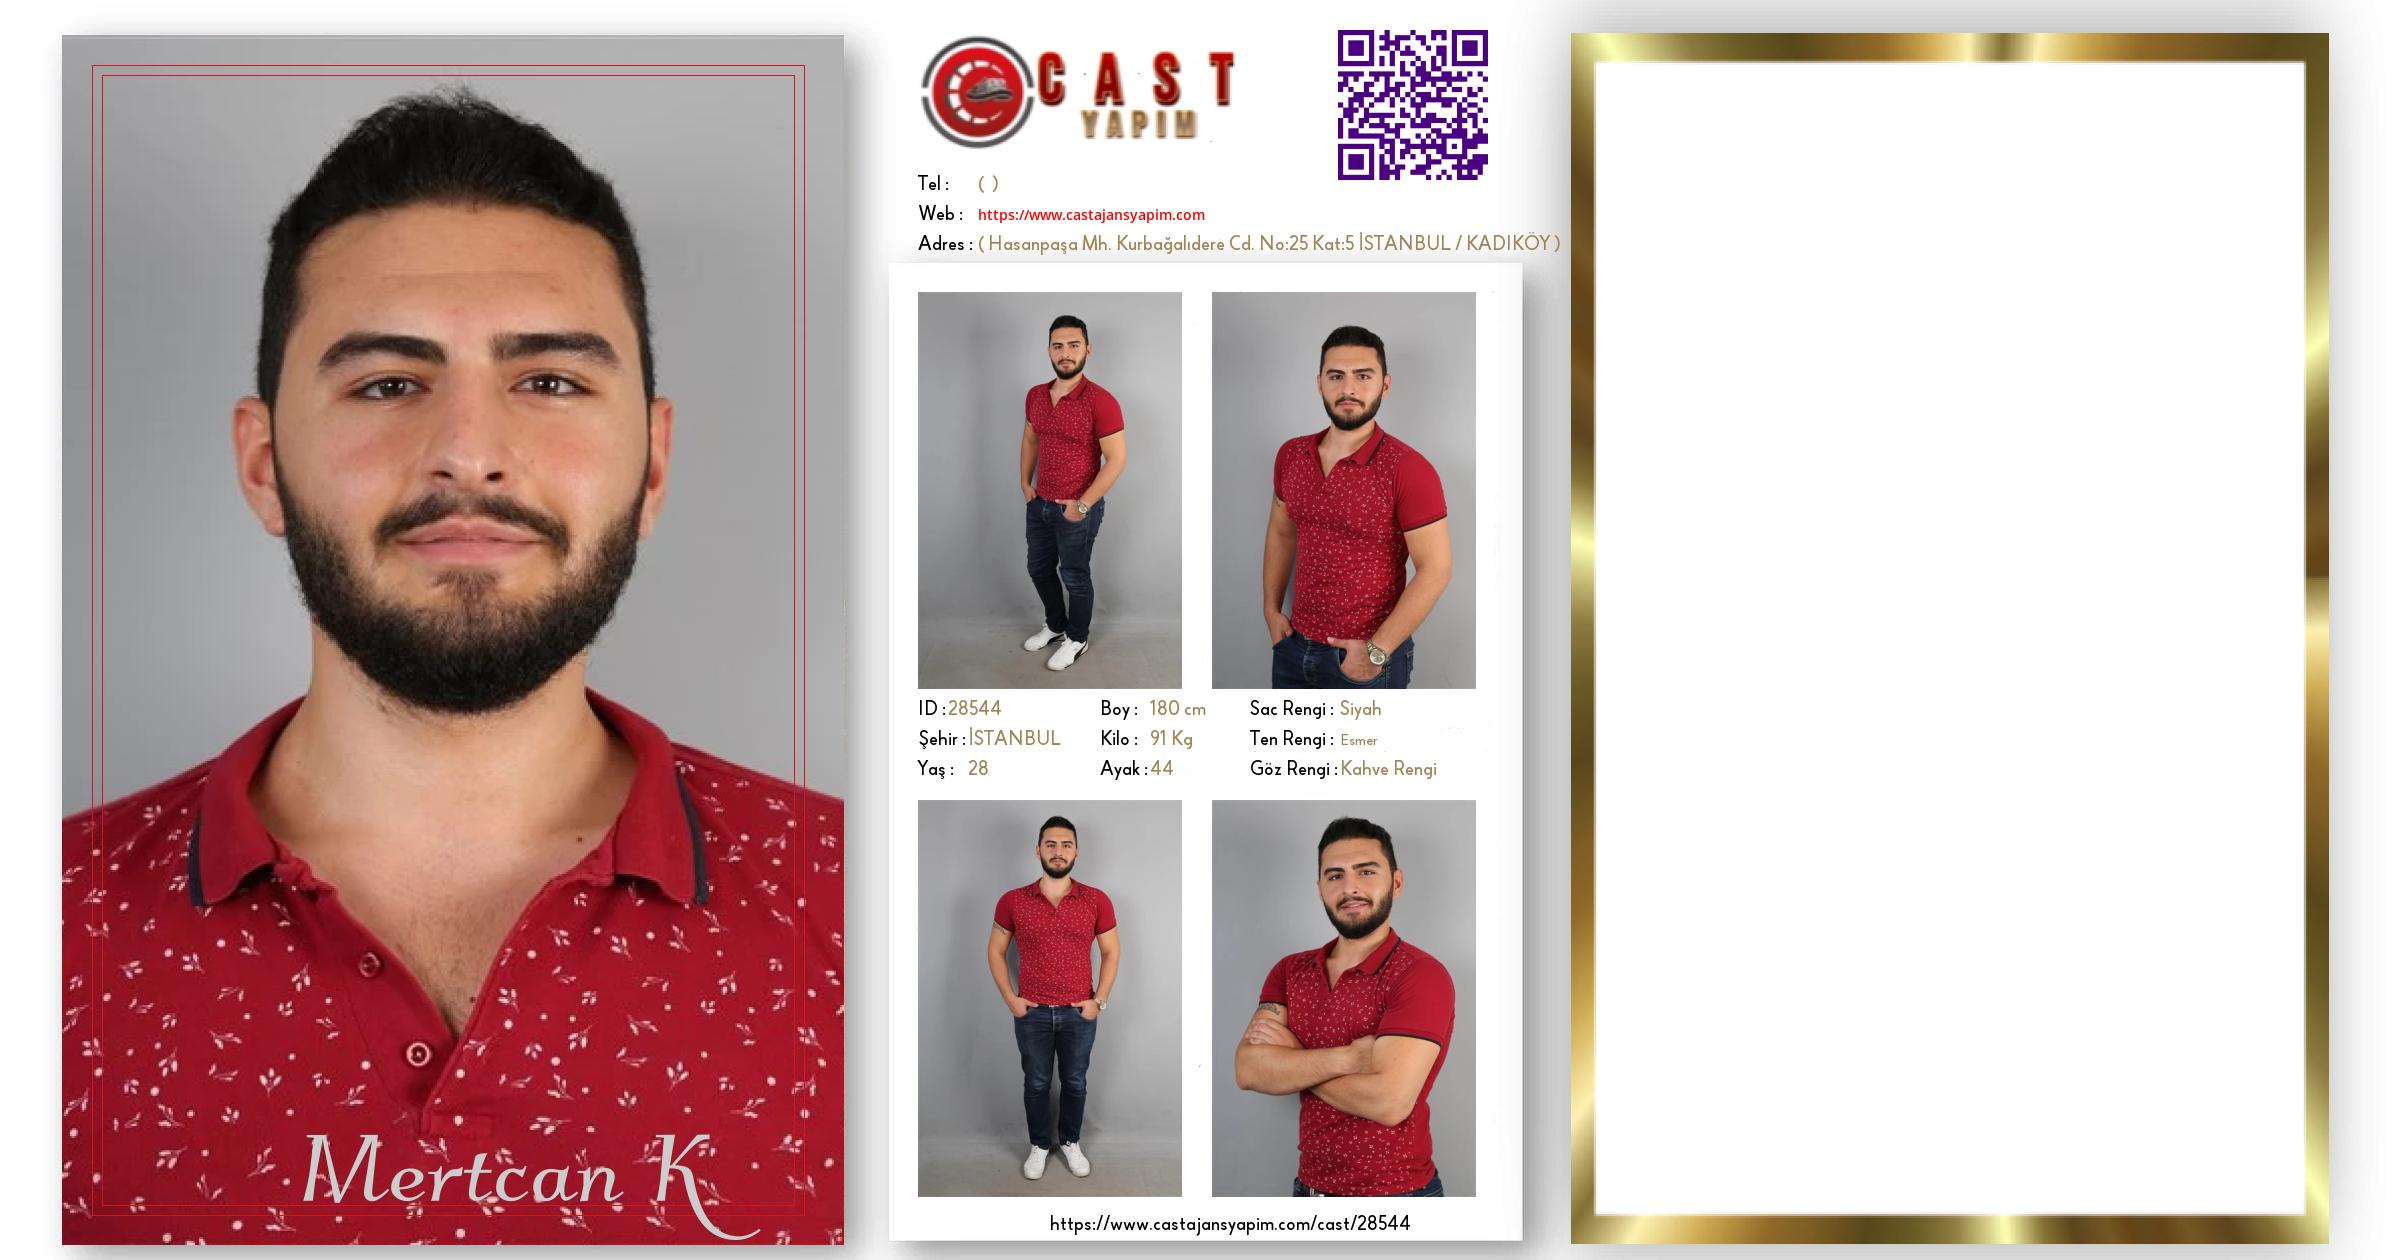 Mertcan K
CAST
YAPIM
Tel : ( )
Web : https://www.castajansyapim.com
Adres : ( Hasanpaşa Mh. Kurbağalıdere Cd. No:25 Kat:5 İSTANBUL / KADIKÖY )
ID : 28544 Boy : 180 cm Sac Rengi : Siyah
Şehir : İSTANBUL Kilo : 91 Kg Ten Rengi : Esmer
Yaş : 28 Ayak : 44 Göz Rengi : Kahve Rengi
https://www.castajansyapim.com/cast/28544